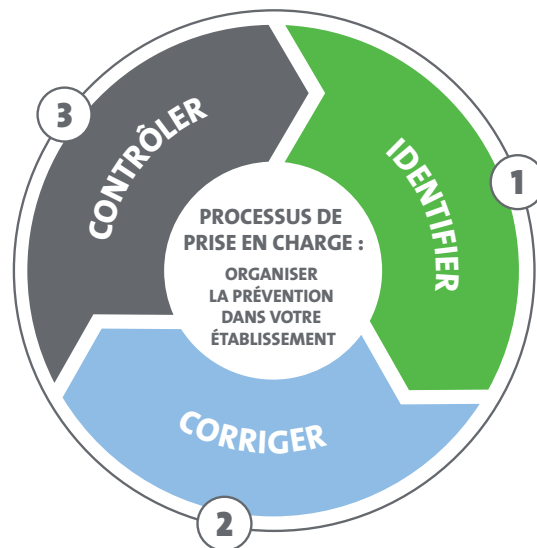 PROCESSUS DE
PRISE EN CHARGE :
ORGANISER
LA PRÉVENTION
DANS VOTRE
ÉTABLISSEMENT
1
IDENTIFIER
2
CORRIGER
3
CONTRÔLER